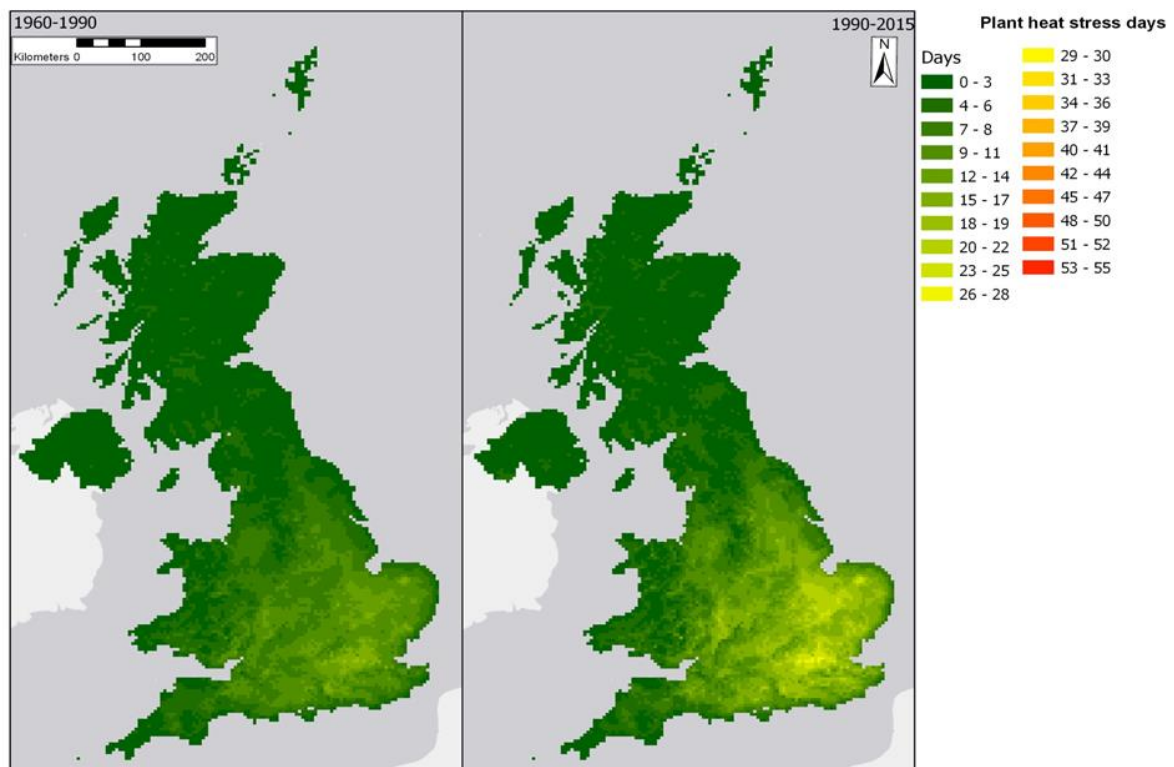 1960-1990
Kilometers 0 100 200
1990-2015
N
Plant heat stress days
Days
0 - 3
4 - 6
7 - 8
9 - 11
12 - 14
15 - 17
18 - 19
20 - 22
23 - 25
26 - 28
29 - 30
31 - 33
34 - 36
37 - 39
40 - 41
42 - 44
45 - 47
48 - 50
51 - 52
53 - 55